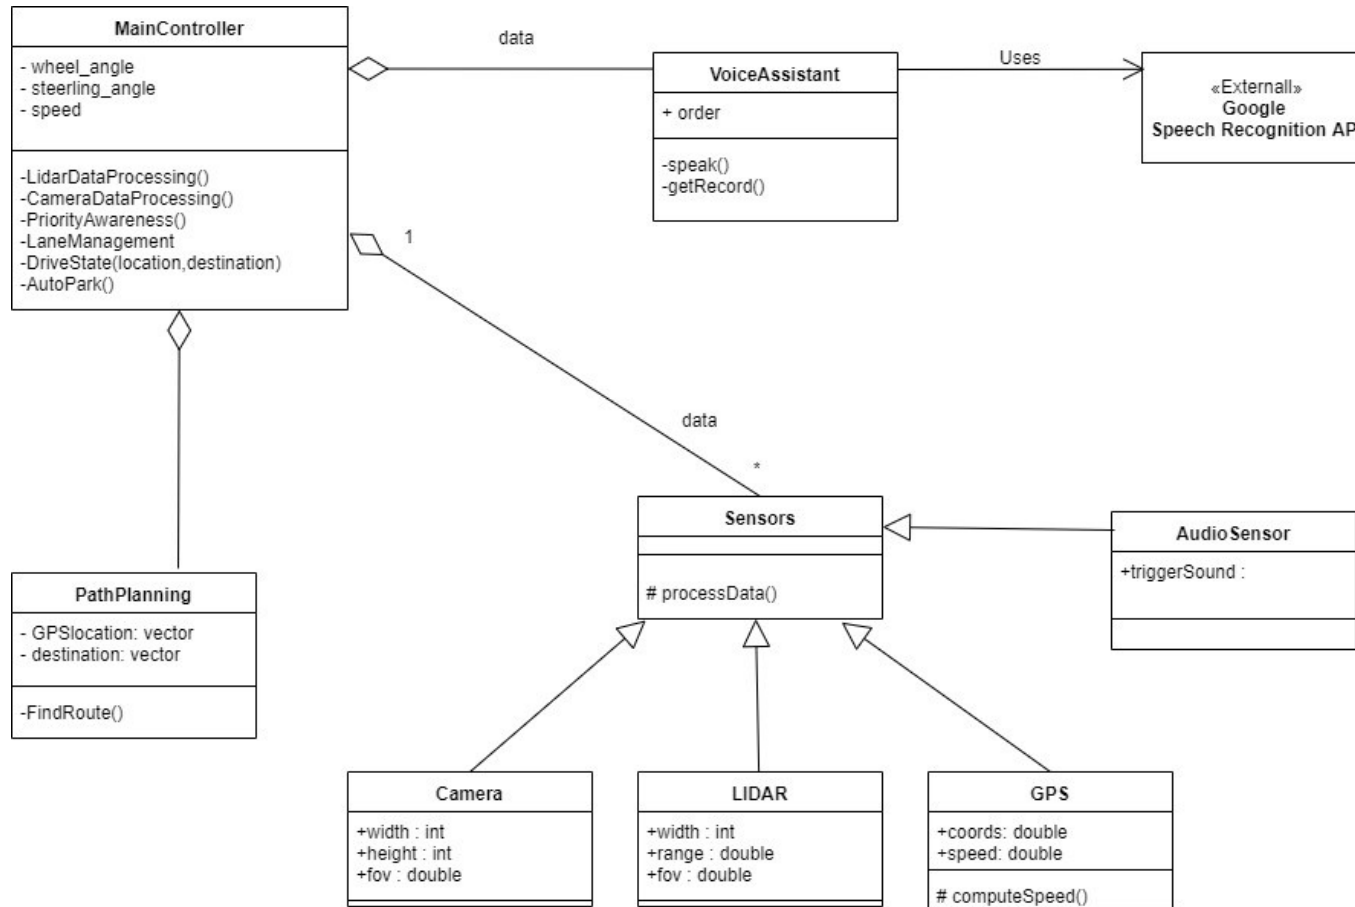 MainController
- wheel_angle
- steerling_angle
- speed
-LidarDataProcessing()
-CameraDataProcessing()
-PriorityAwareness()
-LaneManagement
-DriveState(location,destination)
-AutoPark()
data
VoiceAssistant
+ order
-speak()
-getRecord()
Uses
«Externall»
Google
Speech Recognition AP
1
data
*
Sensors
# processData()
AudioSensor
+triggerSound :
PathPlanning
- GPSlocation: vector
- destination: vector
-FindRoute()
Camera
+width : int
+height : int
+fov : double
LIDAR
+width : int
+range : double
+fov : double
GPS
+coords: double
+speed: double
# computeSpeed()